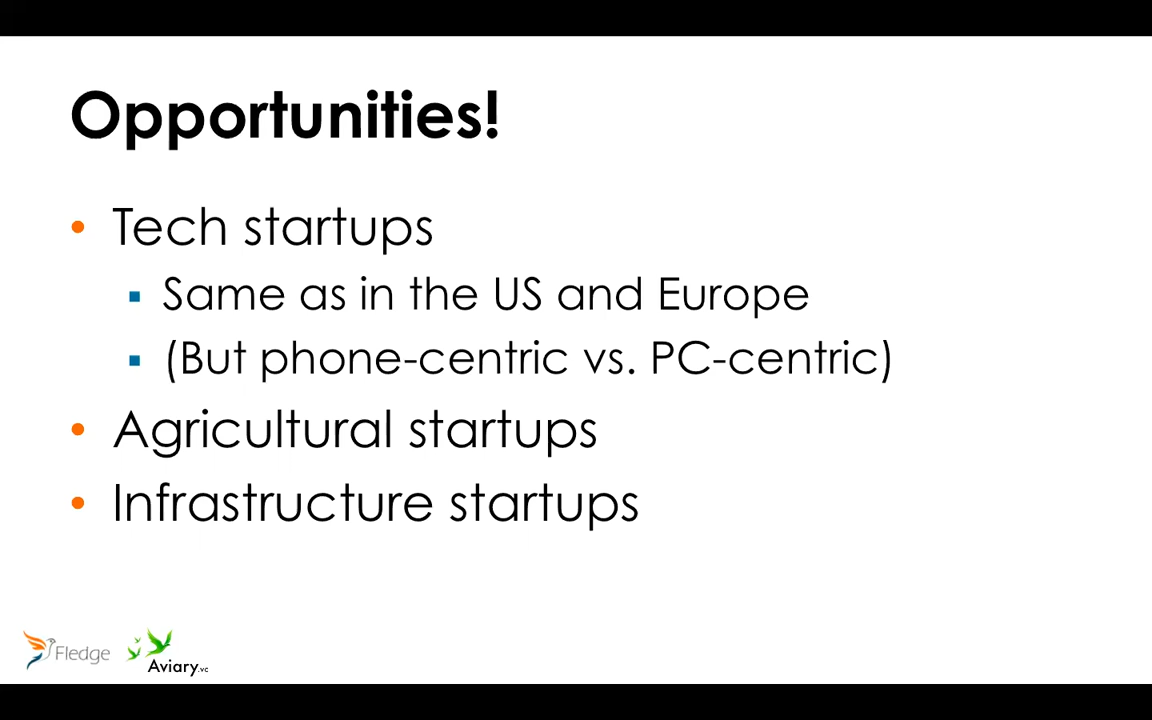 Opportunities!
• Tech startups
▪ Same as in the US and Europe
▪ (But phone-centric vs. PC-centric)
• Agricultural startups
• Infrastructure startups
Fledge
Aviary.vc